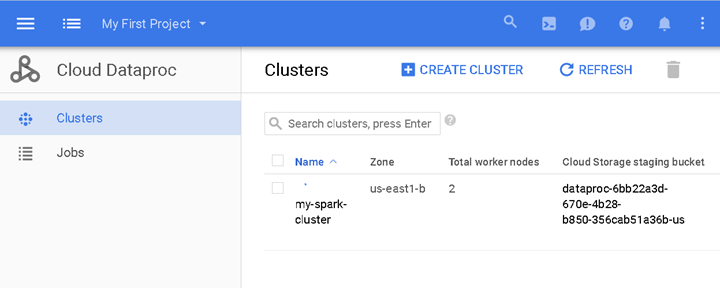 My First Project
Cloud Dataproc
Clusters
Jobs
Clusters
CREATE CLUSTER
REFRESH
Search clusters, press Enter
Name Zone Total worker nodes Cloud Storage staging bucket
my-spark-
cluster
us-east1-b
2
dataproc-6bb22a3d-
670e-4b28-
b850-356cab51a36b-us